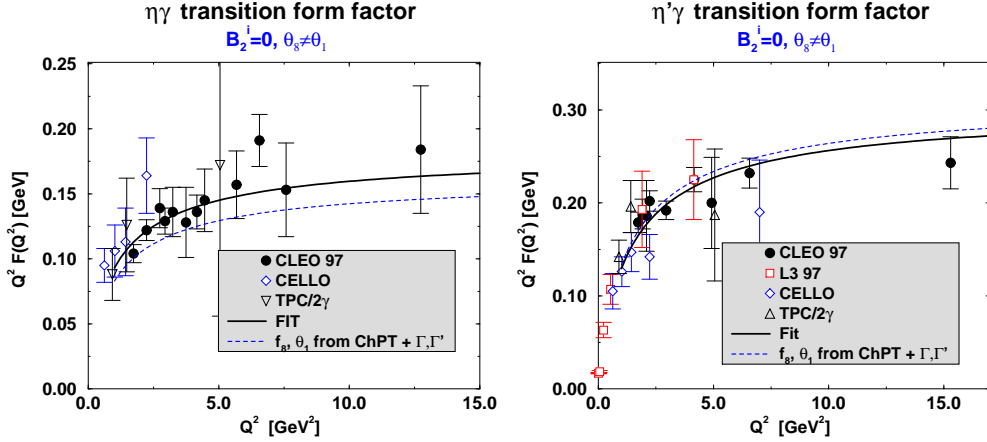 ηγ transition form factor
B₂ⁱ=0, θ₈≠θ₁
0.25
0.20
0.15
0.10
0.05
0.00
Q² F(Q²) [GeV]
CLEO 97
CELLO
TPC/2γ
FIT
f₈, θ₁ from ChPT + Γ,Γ’
0.0
5.0
10.0
15.0
Q² [GeV²]
η’γ transition form factor
B₂ⁱ=0, θ₈≠θ₁
0.30
0.20
0.10
0.00
Q² F(Q²) [GeV]
CLEO 97
L3 97
CELLO
TPC/2γ
Fit
f₈, θ₁ from ChPT + Γ,Γ’
0.0
5.0
10.0
15.0
Q² [GeV²]